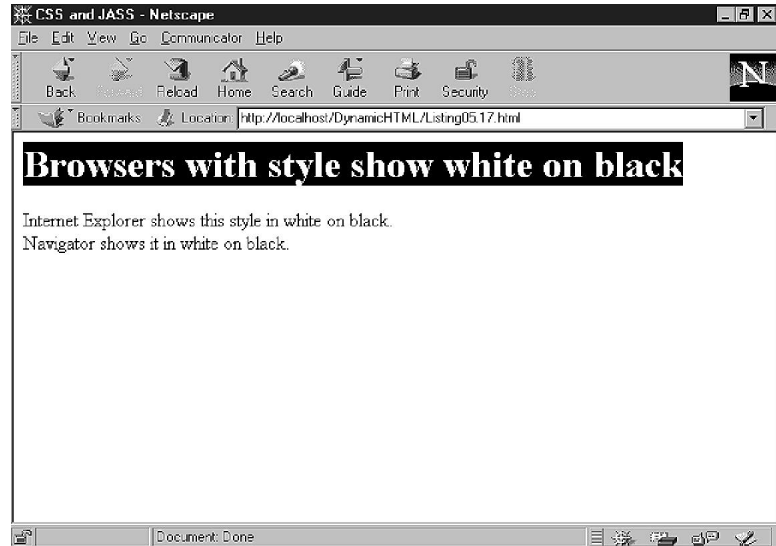 CSS and JASS - Netscape
File Edit View Go Communicator Help
Back Forward Reload Home Search Guide Print Security Stop
Bookmarks Location: http://localhost/DynamicHTML/Listing05.17.html
N
Browsers with style show white on black
Internet Explorer shows this style in white on black.
Navigator shows it in white on black.
Document: Done